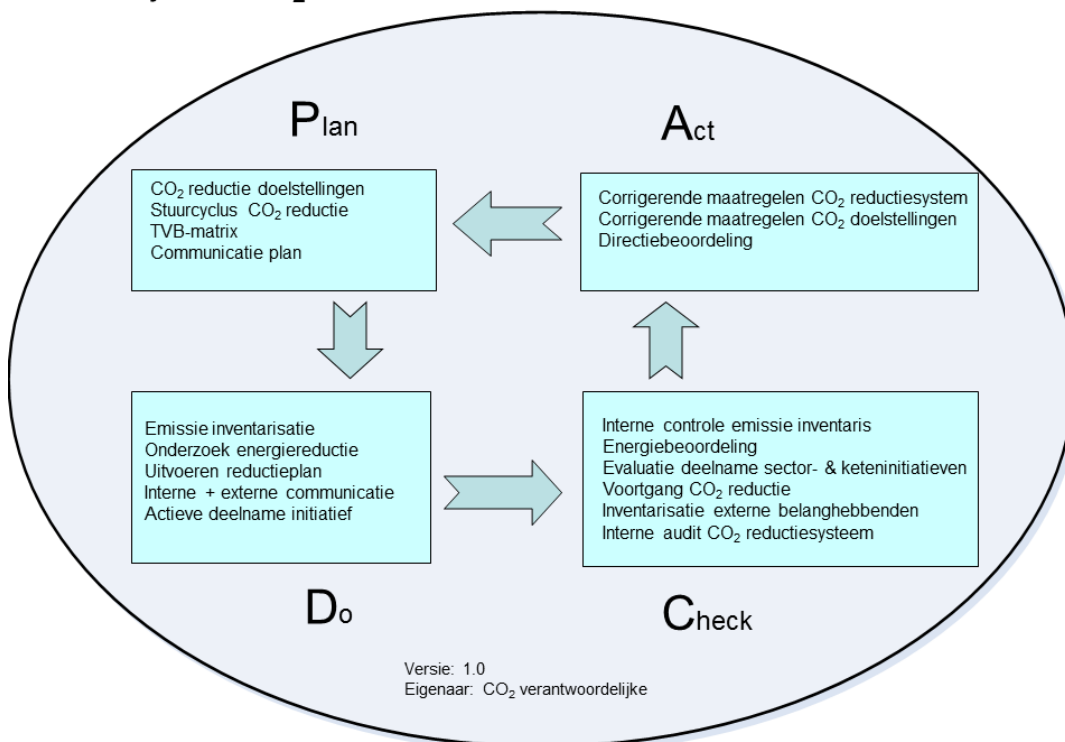 Plan
CO₂ reductie doelstellingen
Stuurcyclus CO₂ reductie
TVB-matrix
Communicatie plan
Act
Corrigerende maatregelen CO₂ reductiesystem
Corrigerende maatregelen CO₂ doelstellingen
Directiebeoordeling
Emissie inventarisatie
Onderzoek energiereductie
Uitvoeren reductieplan
Interne + externe communicatie
Actieve deelname initiatief
Do
Interne controle emissie inventaris
Energiebeoordeling
Evaluatie deelname sector- & keteninitiatieven
Voortgang CO₂ reductie
Inventarisatie externe belanghebbenden
Interne audit CO₂ reductiesysteem
Check
Versie: 1.0
Eigenaar: CO₂ verantwoordelijke